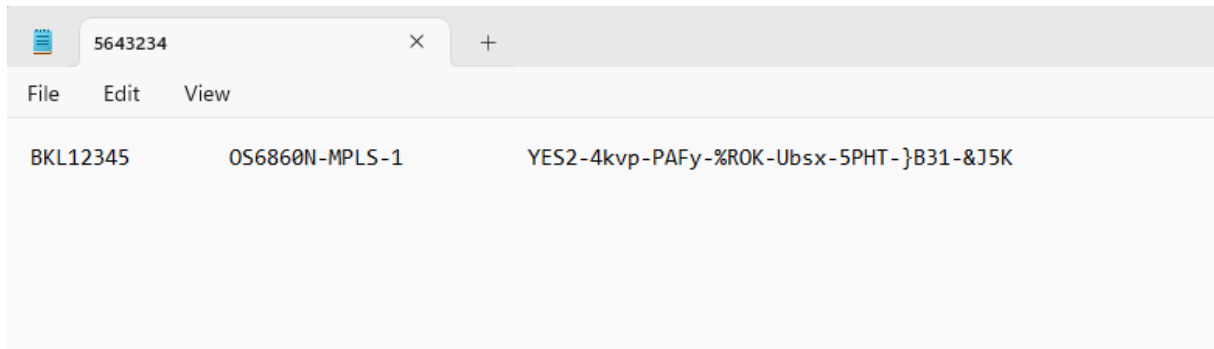 5643234
File Edit View
BKL12345 OS6860N-MPLS-1 YES2-4kvp-PAFy-%ROK-Ubsx-5PHT-}B31-&J5K